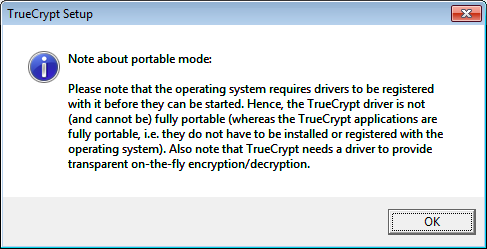 TrueCrypt Setup
Note about portable mode:
Please note that the operating system requires drivers to be registered
with it before they can be started. Hence, the TrueCrypt driver is not
(and cannot be) fully portable (whereas the TrueCrypt applications are
fully portable, i.e. they do not have to be installed or registered with the
operating system). Also note that TrueCrypt needs a driver to provide
transparent on-the-fly encryption/decryption.
OK